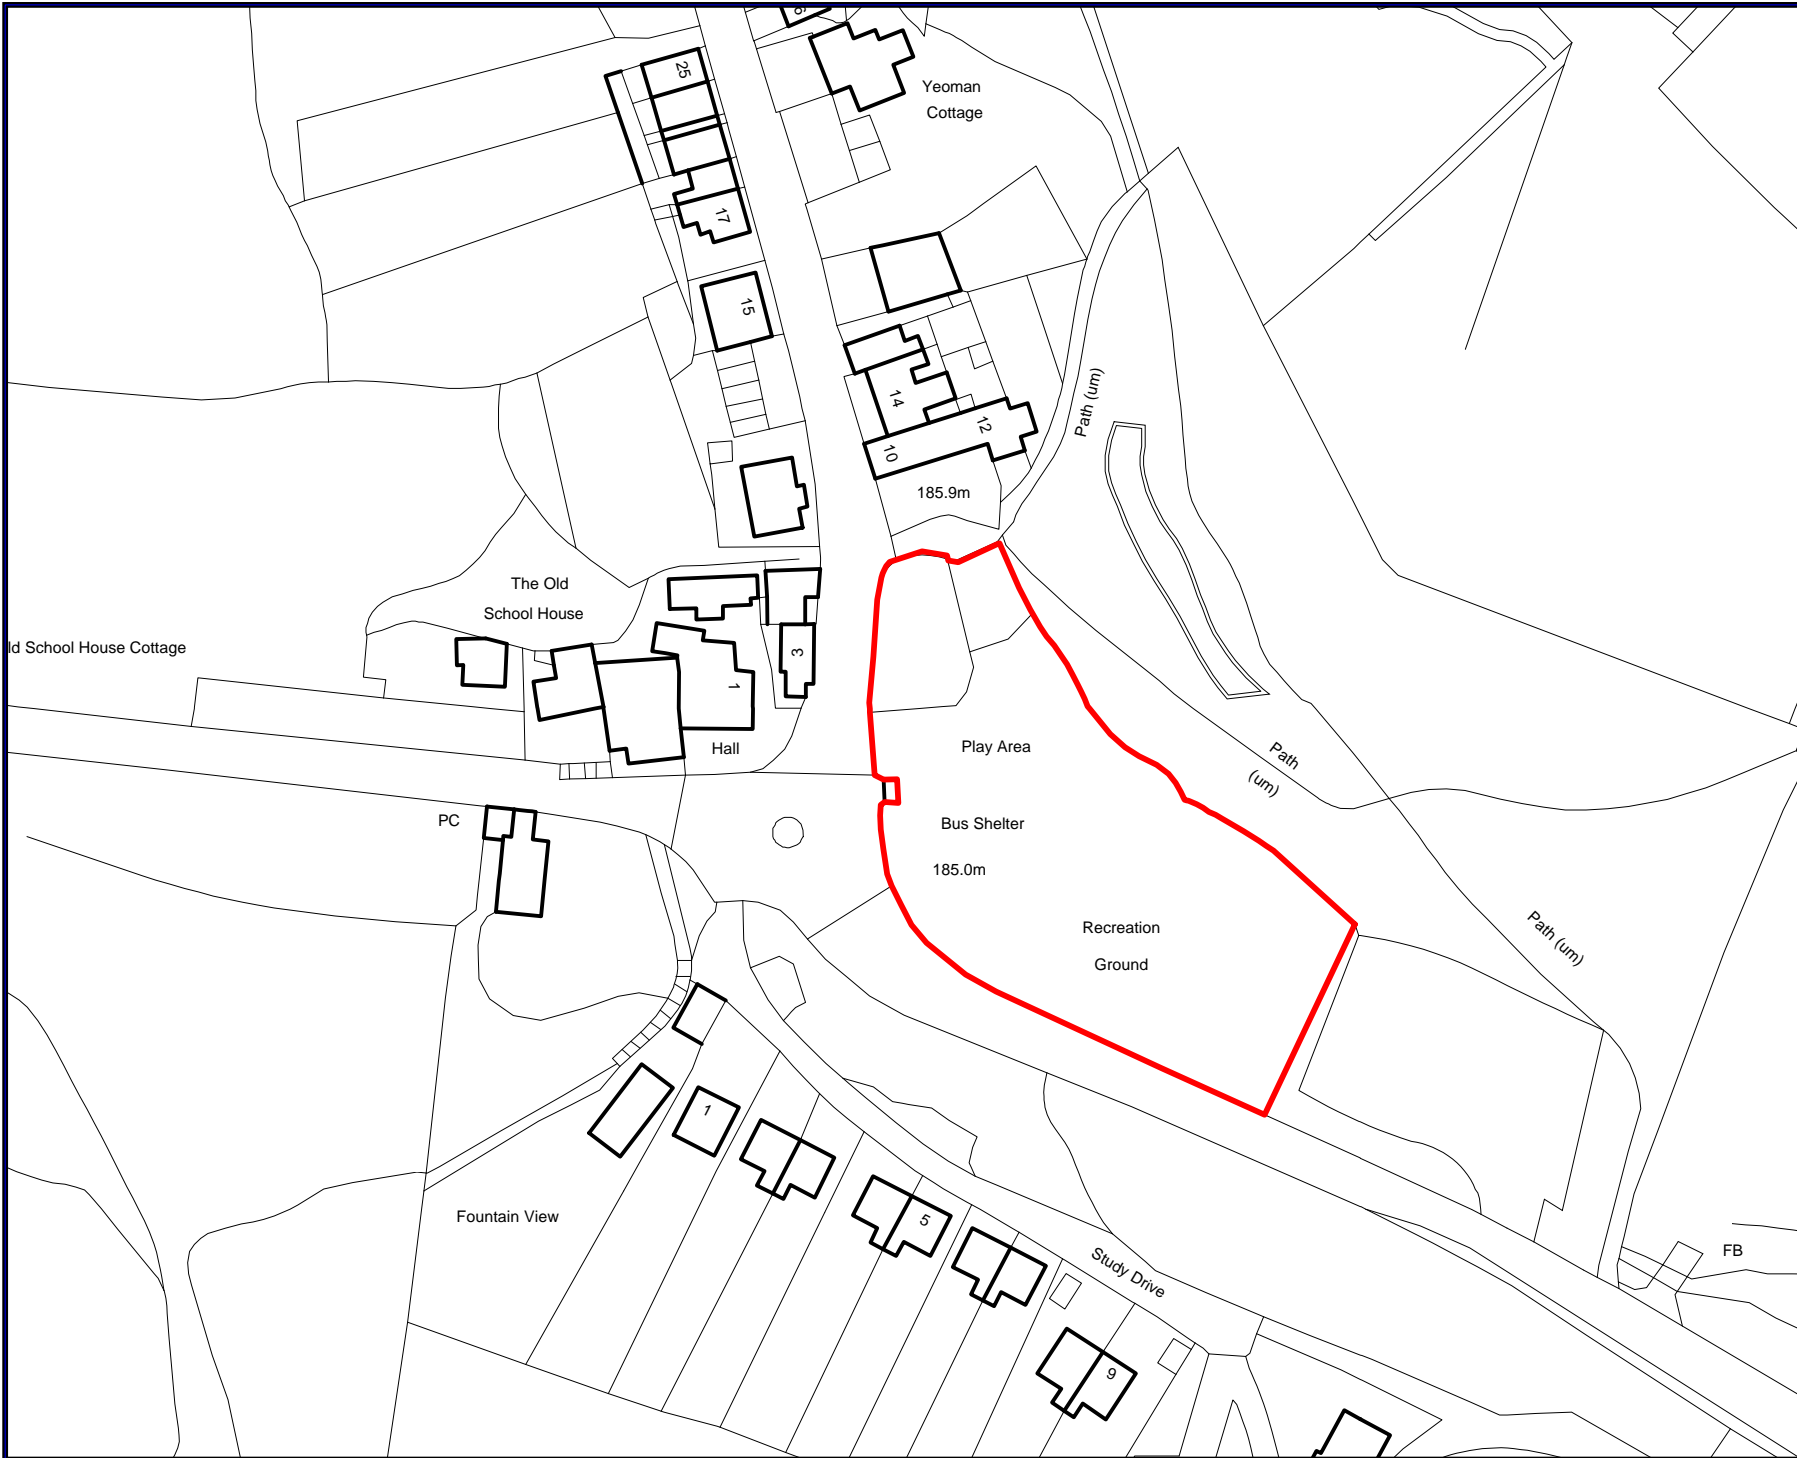 25
Yeoman
Cottage
17
15
14
12
10
Path (um)
185.9m
The Old
School House
ld School House Cottage
3
1
Hall
Play Area
Path
(um)
PC
Bus Shelter
185.0m
Recreation
Ground
Path (um)
1
Fountain View
5
Study Drive
FB
9